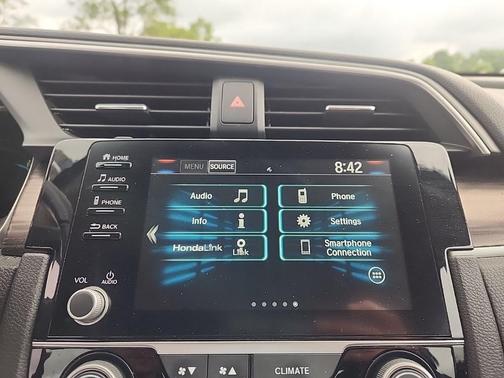 HOME
AUDIO
PHONE
BACK
VOL
AUDIO
MENU SOURCE
8:42
Audio
Phone
Info
Settings
HondaLink Link
Smartphone
Connection
CLIMATE